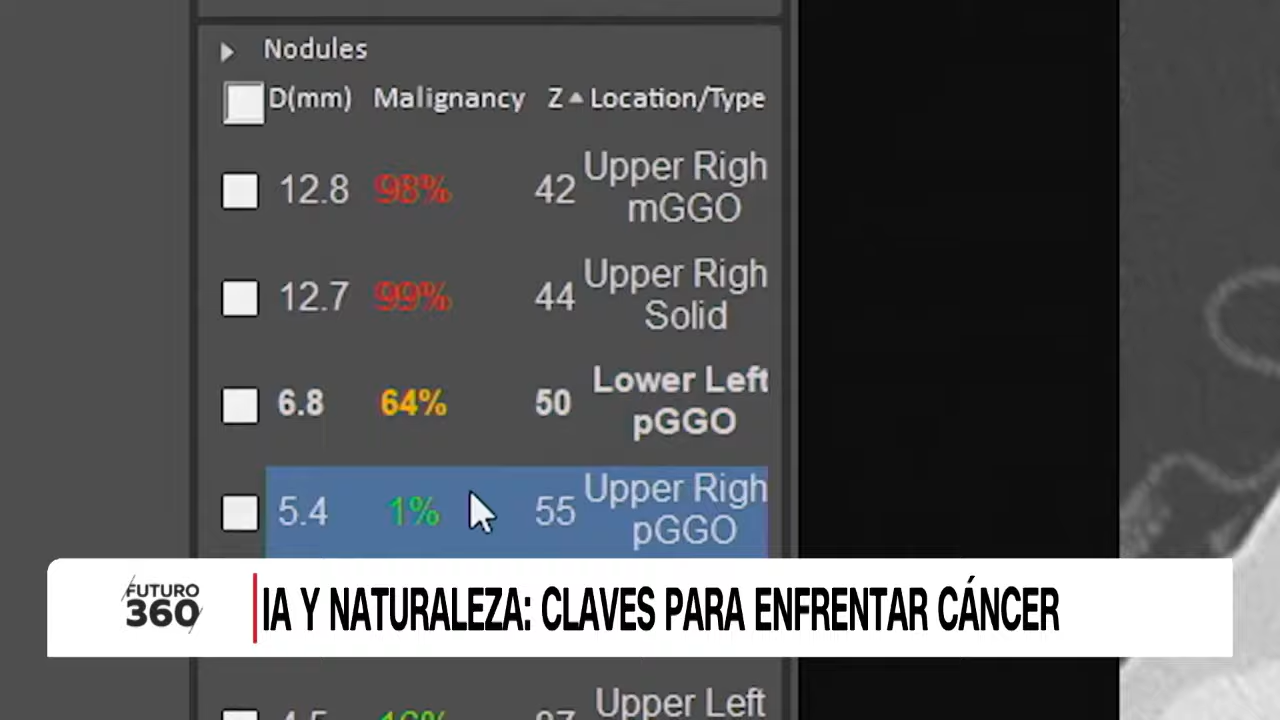 Nodules
D(mm) Malignancy Z Location/Type
12.8 98% 42 Upper Righ
mGGO
12.7 99% 44 Upper Righ
Solid
6.8 64% 50 Lower Left
pGGO
5.4 1% 55 Upper Righ
pGGO
FUTURO
360
IA Y NATURALEZA: CLAVES PARA ENFRENTAR CÁNCER
Upper Left